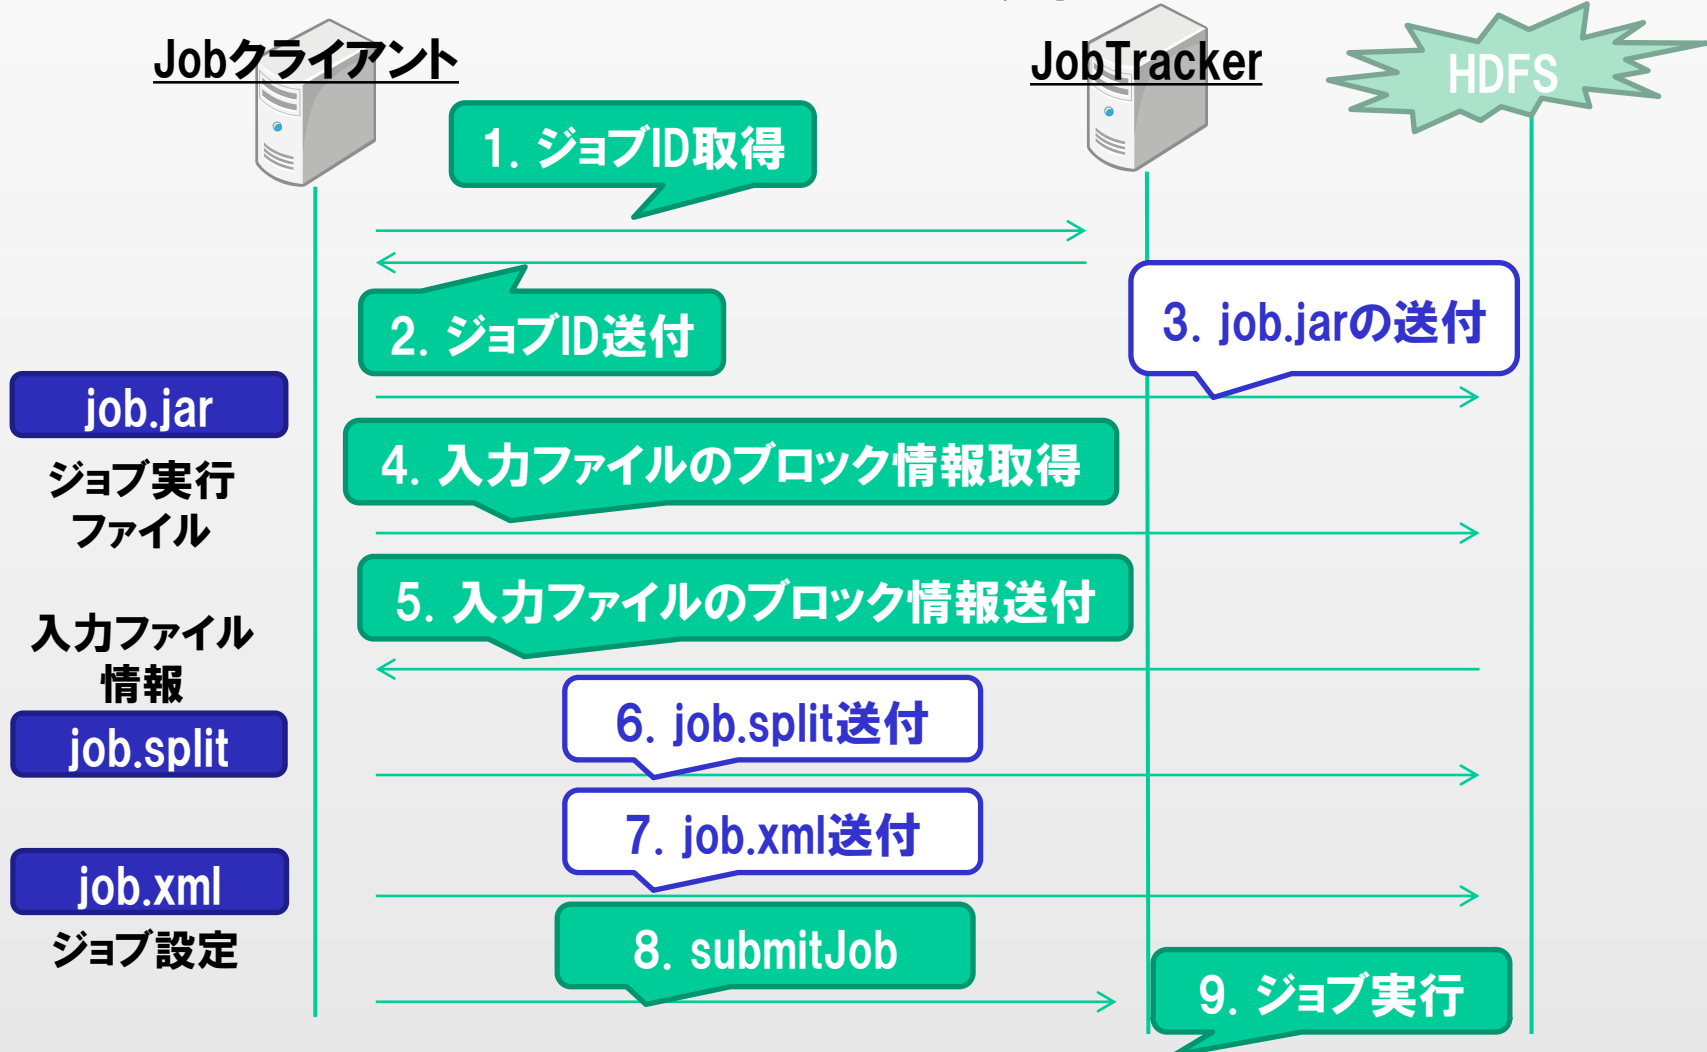 Jobクライアント
JobTracker
HDFS
1. ジョブID取得
2. ジョブID送付
3. job.jarの送付
job.jar
ジョブ実行
ファイル
4. 入力ファイルのブロック情報取得
5. 入力ファイルのブロック情報送付
入力ファイル
情報
job.split
6. job.split送付
7. job.xml送付
job.xml
ジョブ設定
8. submitJob
9. ジョブ実行